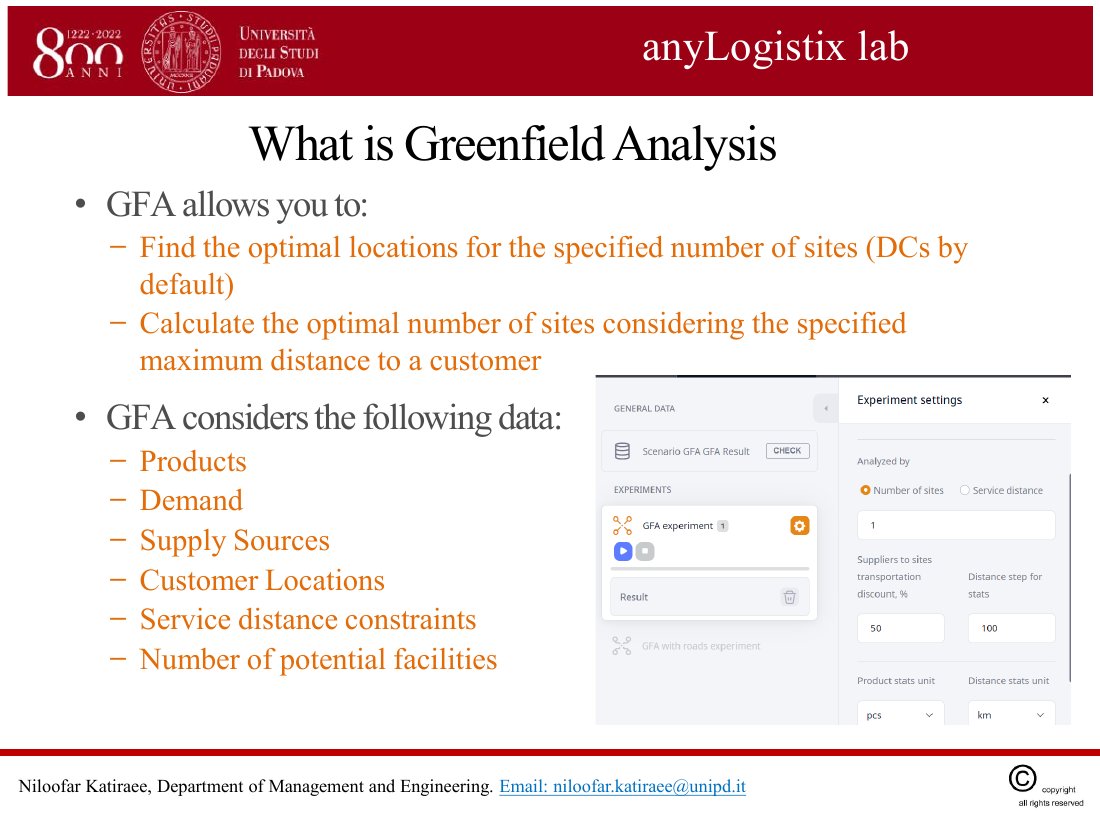 1222·2022
800
ANNI
UNIVERSITÀ
DEGLI STUDI
DI PADOVA
anyLogistix lab
What is Greenfield Analysis
• GFA allows you to:
– Find the optimal locations for the specified number of sites (DCs by
default)
– Calculate the optimal number of sites considering the specified
maximum distance to a customer
• GFA considers the following data:
– Products
– Demand
– Supply Sources
– Customer Locations
– Service distance constraints
– Number of potential facilities
GENERAL DATA
Scenario GFA GFA Result CHECK
EXPERIMENTS
GFA experiment 1
Result
GFA with roads experiment
Experiment settings ×
Analyzed by
Number of sites Service distance
1
Suppliers to sites
transportation
discount, %
Distance step for
stats
50 100
Product stats unit Distance stats unit
pcs km
Niloofar Katiraee, Department of Management and Engineering. Email: niloofar.katiraee@unipd.it
© copyright
all rights reserved